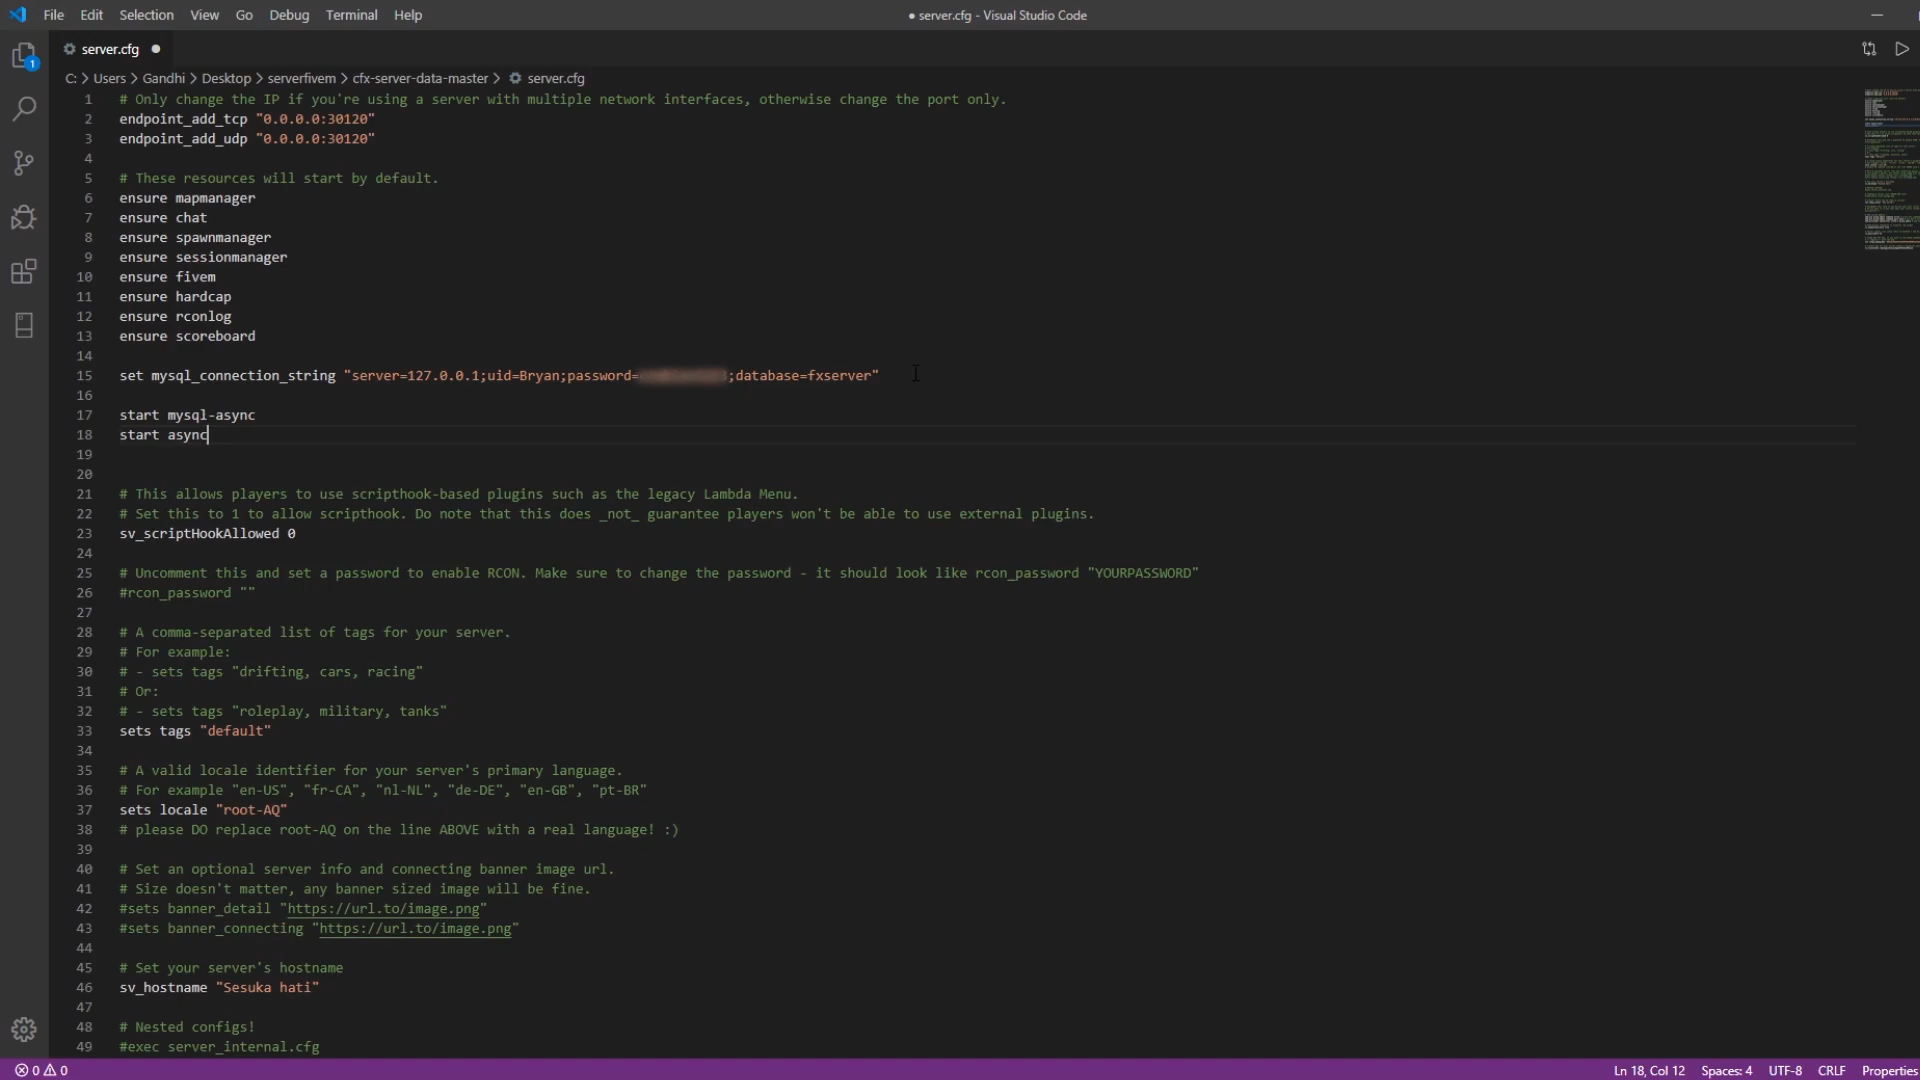 File Edit Selection View Go Debug Terminal Help
● server.cfg - Visual Studio Code
server.cfg ●
1
C: > Users > Gandhi > Desktop > serverfivem > cfx-server-data-master > server.cfg
1 # Only change the IP if you're using a server with multiple network interfaces, otherwise change the port only.
2 endpoint_add_tcp "0.0.0.0:30120"
3 endpoint_add_udp "0.0.0.0:30120"
4
5 # These resources will start by default.
6 ensure mapmanager
7 ensure chat
8 ensure spawnmanager
9 ensure sessionmanager
10 ensure fivem
11 ensure hardcap
12 ensure rconlog
13 ensure scoreboard
14
15 set mysql_connection_string "server=127.0.0.1;uid=Bryan;password= ;database=fxserver"
16
17 start mysql-async
18 start async
19
20
21 # This allows players to use scripthook-based plugins such as the legacy Lambda Menu.
22 # Set this to 1 to allow scripthook. Do note that this does _not_ guarantee players won't be able to use external plugins.
23 sv_scriptHookAllowed 0
24
25 # Uncomment this and set a password to enable RCON. Make sure to change the password - it should look like rcon_password "YOURPASSWORD"
26 #rcon_password ""
27
28 # A comma-separated list of tags for your server.
29 # For example:
30 # - sets tags "drifting, cars, racing"
31 # Or:
32 # - sets tags "roleplay, military, tanks"
33 sets tags "default"
34
35 # A valid locale identifier for your server's primary language.
36 # For example "en-US", "fr-CA", "nl-NL", "de-DE", "en-GB", "pt-BR"
37 sets locale "root-AQ"
38 # please DO replace root-AQ on the line ABOVE with a real language! :)
39
40 # Set an optional server info and connecting banner image url.
41 # Size doesn't matter, any banner sized image will be fine.
42 #sets banner_detail "https://url.to/image.png"
43 #sets banner_connecting "https://url.to/image.png"
44
45 # Set your server's hostname
46 sv_hostname "Sesuka hati"
47
48 # Nested configs!
49 #exec server_internal.cfg
0 0
Ln 18, Col 12 Spaces: 4 UTF-8 CRLF Properties